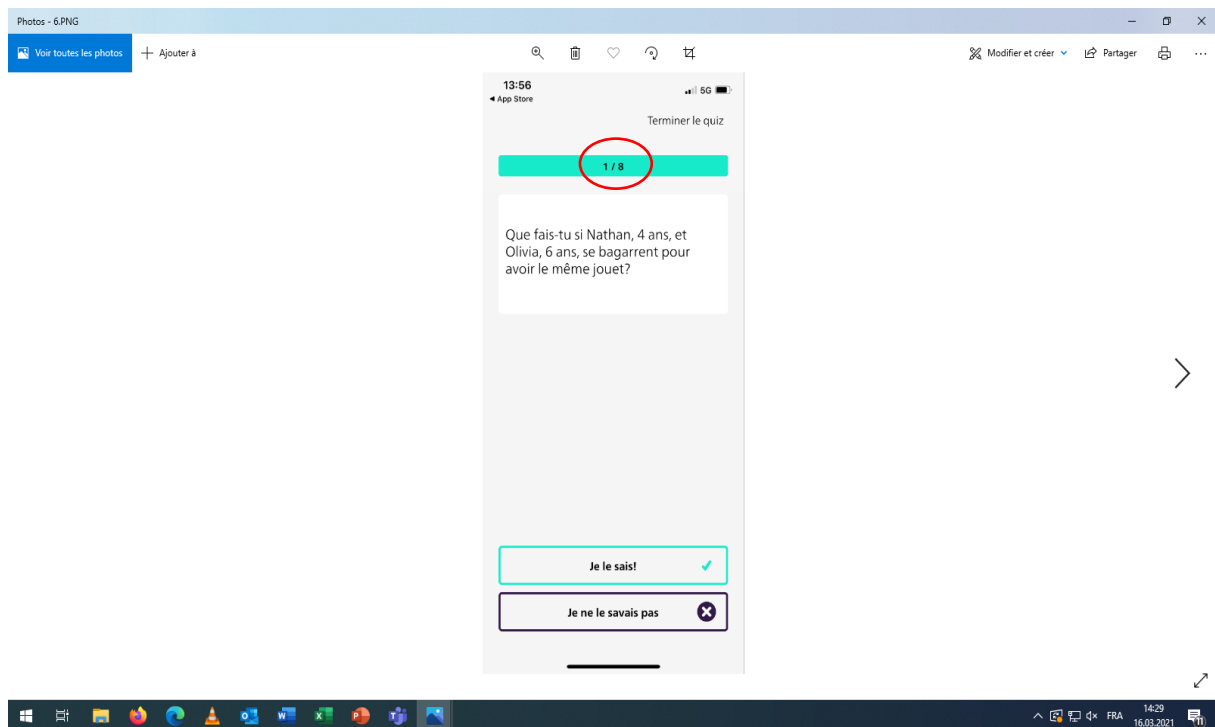 Photos - 6.PNG
Voir toutes les photos
Ajouter à
Modifier et créer
Partager
13:56
App Store
5G
Terminer le quiz
1 / 8
Que fais-tu si Nathan, 4 ans, et
Olivia, 6 ans, se bagarrent pour
avoir le même jouet?
Je le sais!
Je ne le savais pas
FRA
14:29
16.03.2021
11